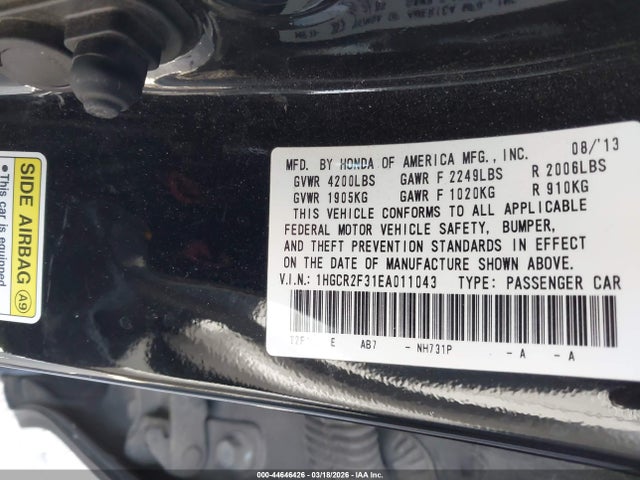 08/'13
MFD. BY HONDA OF AMERICA MFG., INC.
GVWR 4200LBS GAWR F 2249LBS R 2006LBS
GVWR 1905KG GAWR F 1020KG R 910KG
THIS VEHICLE CONFORMS TO ALL APPLICABLE
FEDERAL MOTOR VEHICLE SAFETY, BUMPER,
AND THEFT PREVENTION STANDARDS IN EFFECT
ON THE DATE OF MANUFACTURE SHOWN ABOVE.
V.I.N.: 1HGCR2F31EA011043 TYPE: PASSENGER CAR
E AB7 - NH731P - A - A
SIDE AIRBAG A9
•This car is equipped
000-44646426 - 03/18/2026 - IAA Inc.